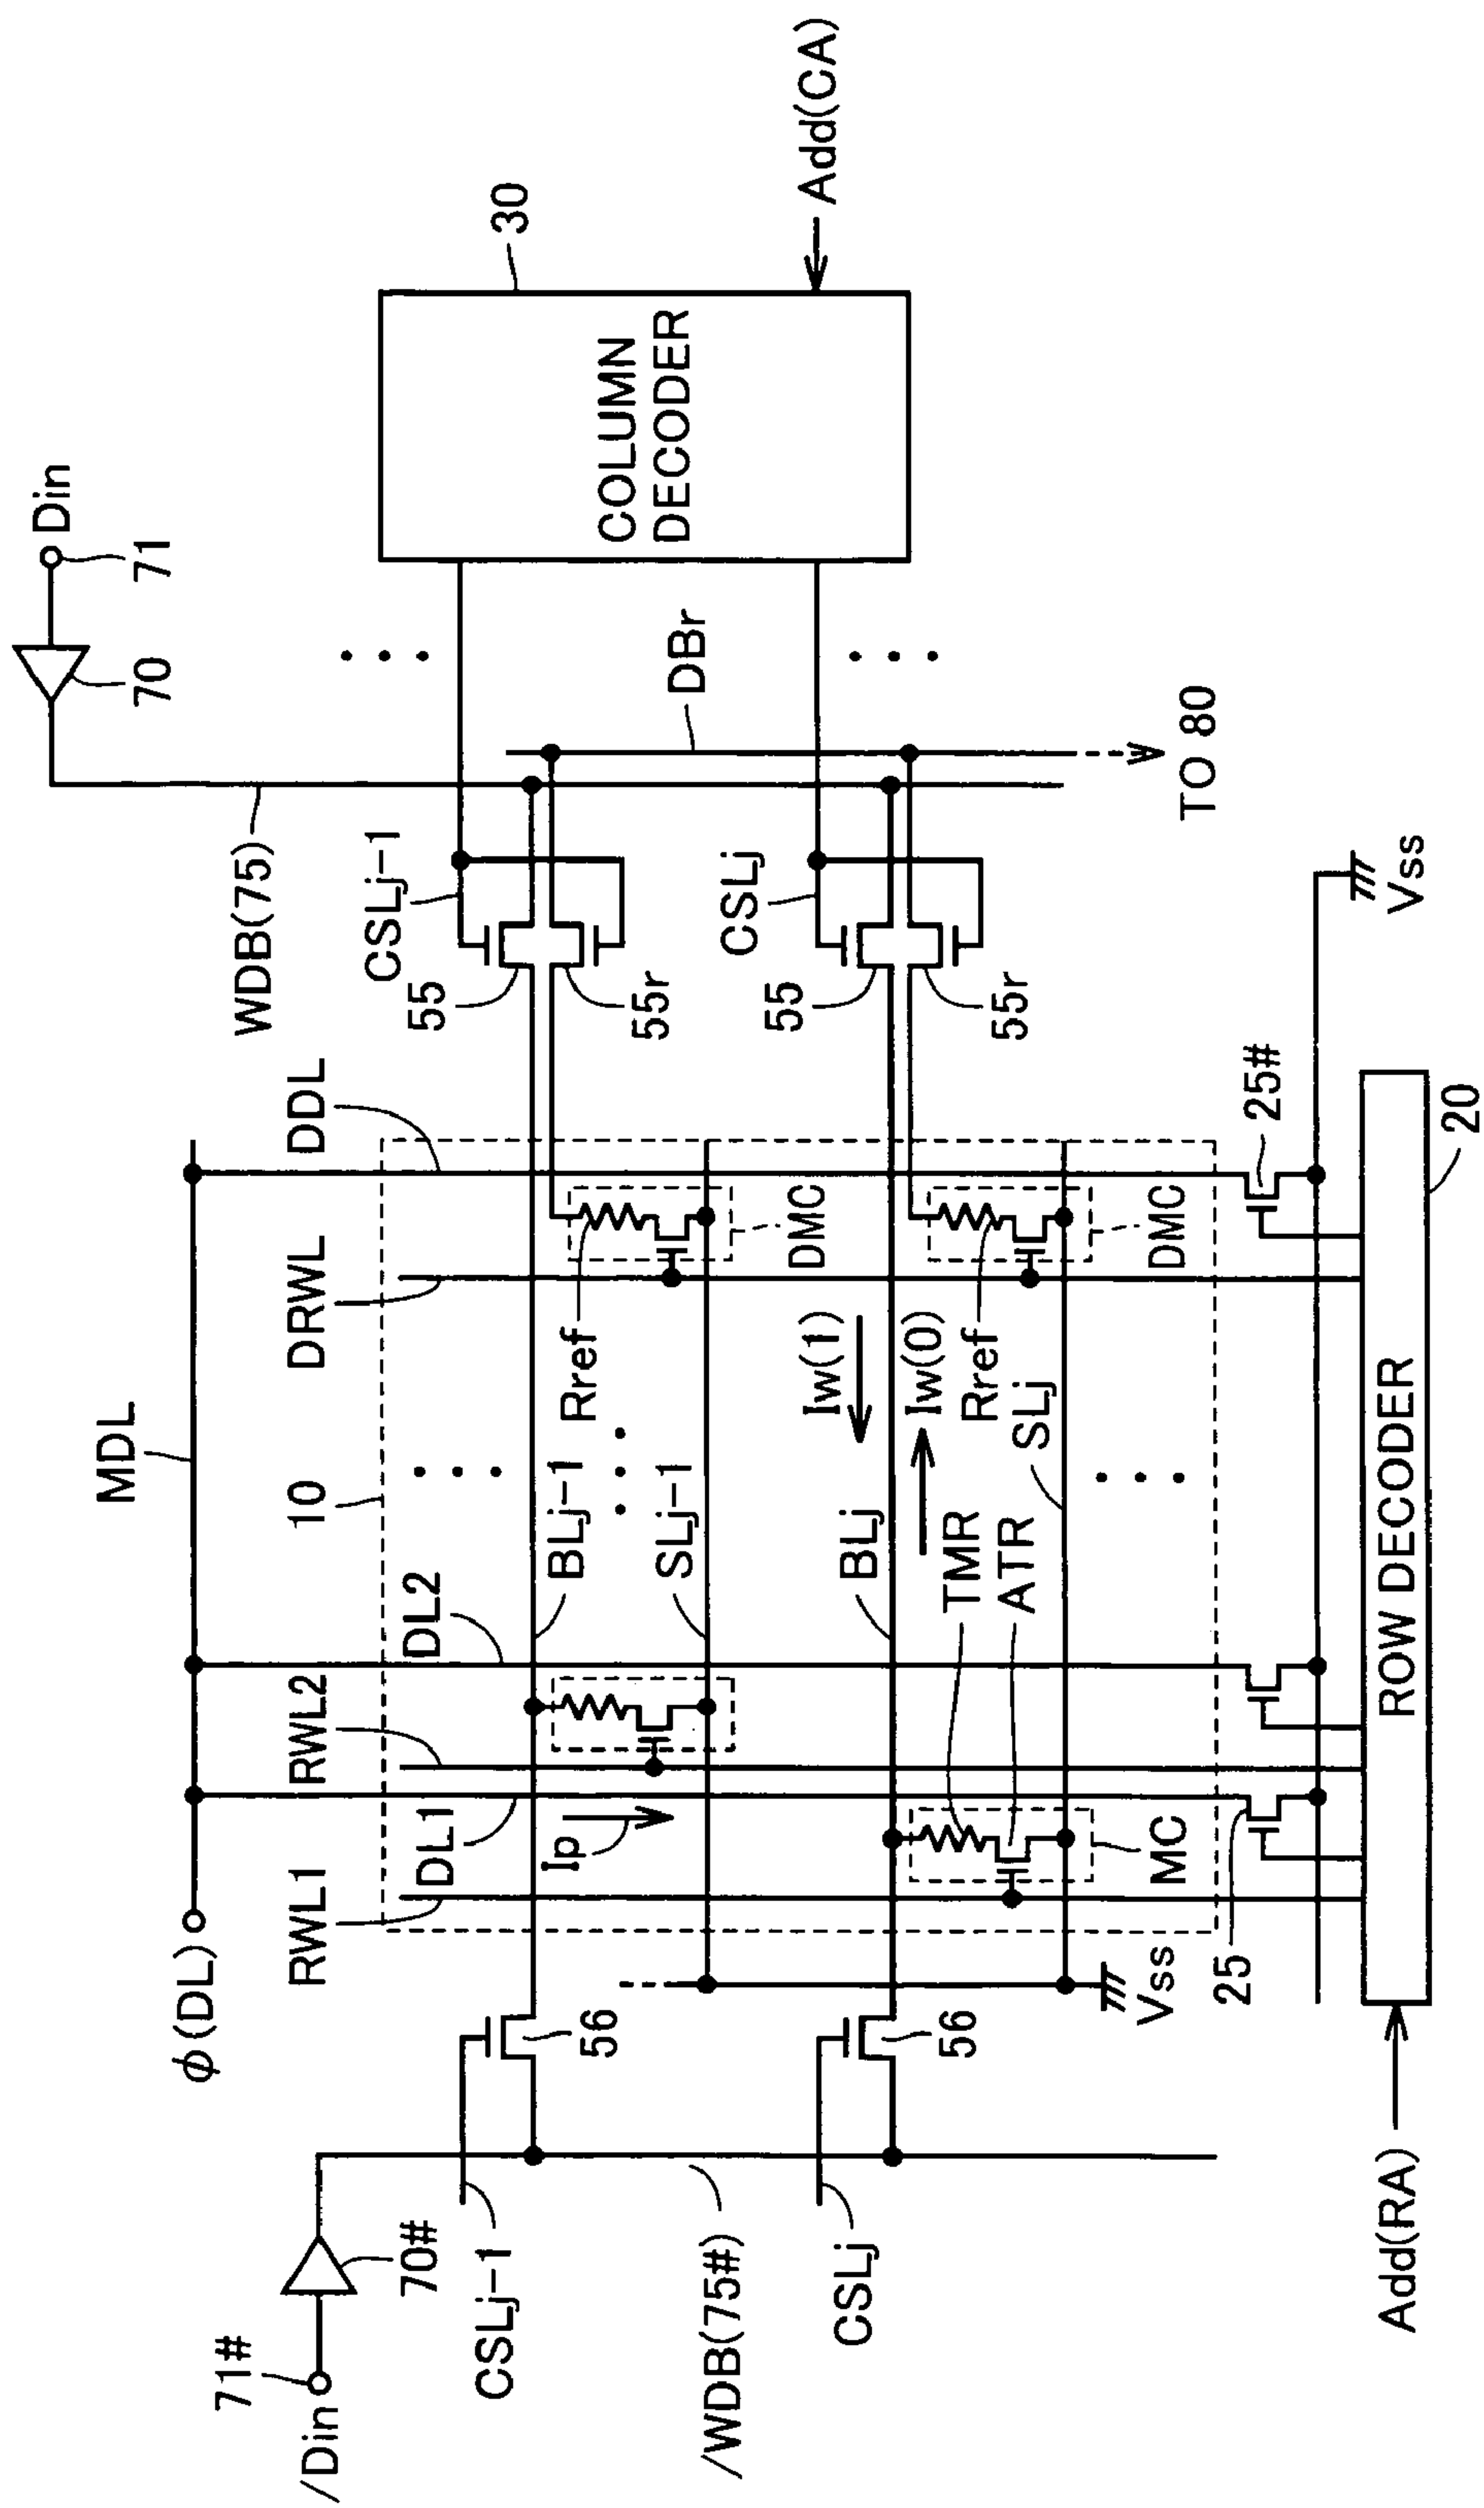 Din
71
70
WDB(75)
MDL
φ(DL)
71#
/Din
70#
DDL
DRWL
10
DL2
RWL2
DL1
RWL1
CSLj-1
55
55r
30
COLUMN
DECODER
DBr
Add(CA)
CSLj
55
55r
TO 80
Vss
25#
DMC
Rref
DMC
Rref
Iw(1)
Iw(0)
BLj-1
SLj-1
BLj
SLj
TMR
ATR
Ip
MC
25
Vss
56
56
CSLj-1
/WDB(75#)
CSLj
ROW DECODER
20
Add(RA)